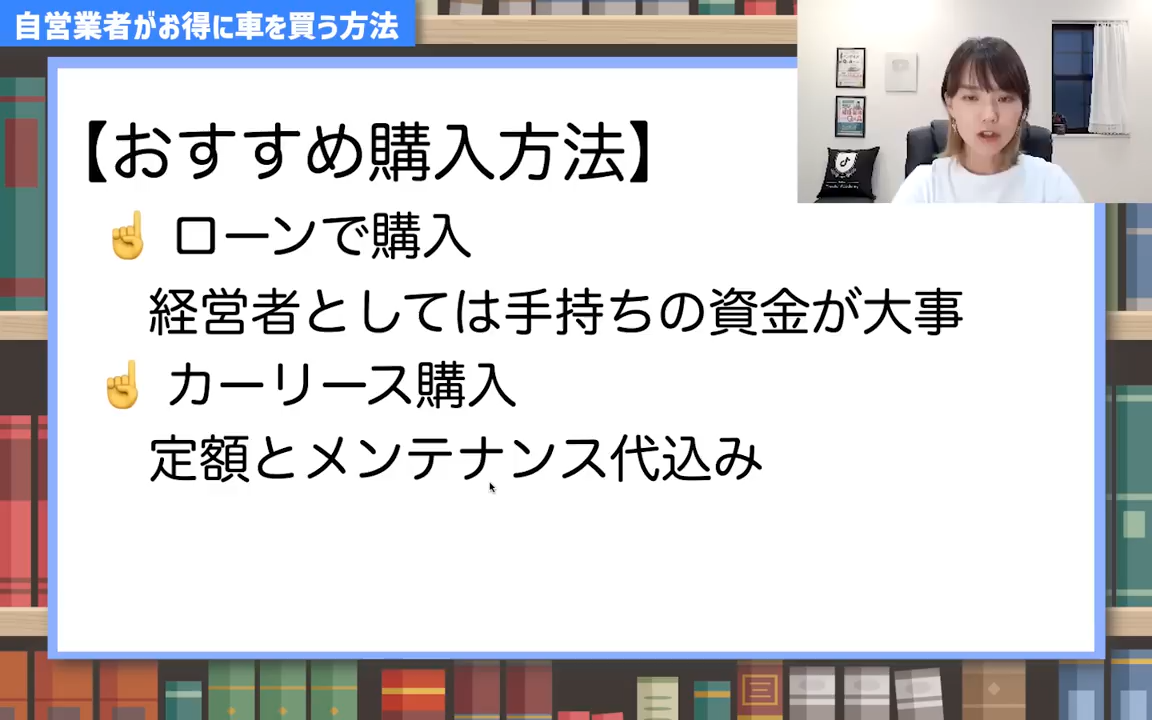 自営業者がお得に車を買う方法
【おすすめ購入方法】
☝ ローンで購入
経営者としては手持ちの資金が大事
☝ カーリース購入
定額とメンテナンス代込み